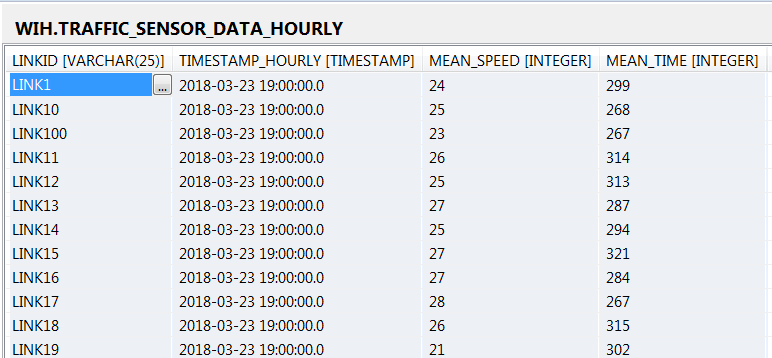 WIH.TRAFFIC_SENSOR_DATA_HOURLY
LINKID [VARCHAR(25)] TIMESTAMP_HOURLY [TIMESTAMP] MEAN_SPEED [INTEGER] MEAN_TIME [INTEGER]
LINK1 ... 2018-03-23 19:00:00.0 24 299
LINK10 2018-03-23 19:00:00.0 25 268
LINK100 2018-03-23 19:00:00.0 23 267
LINK11 2018-03-23 19:00:00.0 26 314
LINK12 2018-03-23 19:00:00.0 25 313
LINK13 2018-03-23 19:00:00.0 27 287
LINK14 2018-03-23 19:00:00.0 25 294
LINK15 2018-03-23 19:00:00.0 27 321
LINK16 2018-03-23 19:00:00.0 27 284
LINK17 2018-03-23 19:00:00.0 28 267
LINK18 2018-03-23 19:00:00.0 26 315
LINK19 2018-03-23 19:00:00.0 21 302